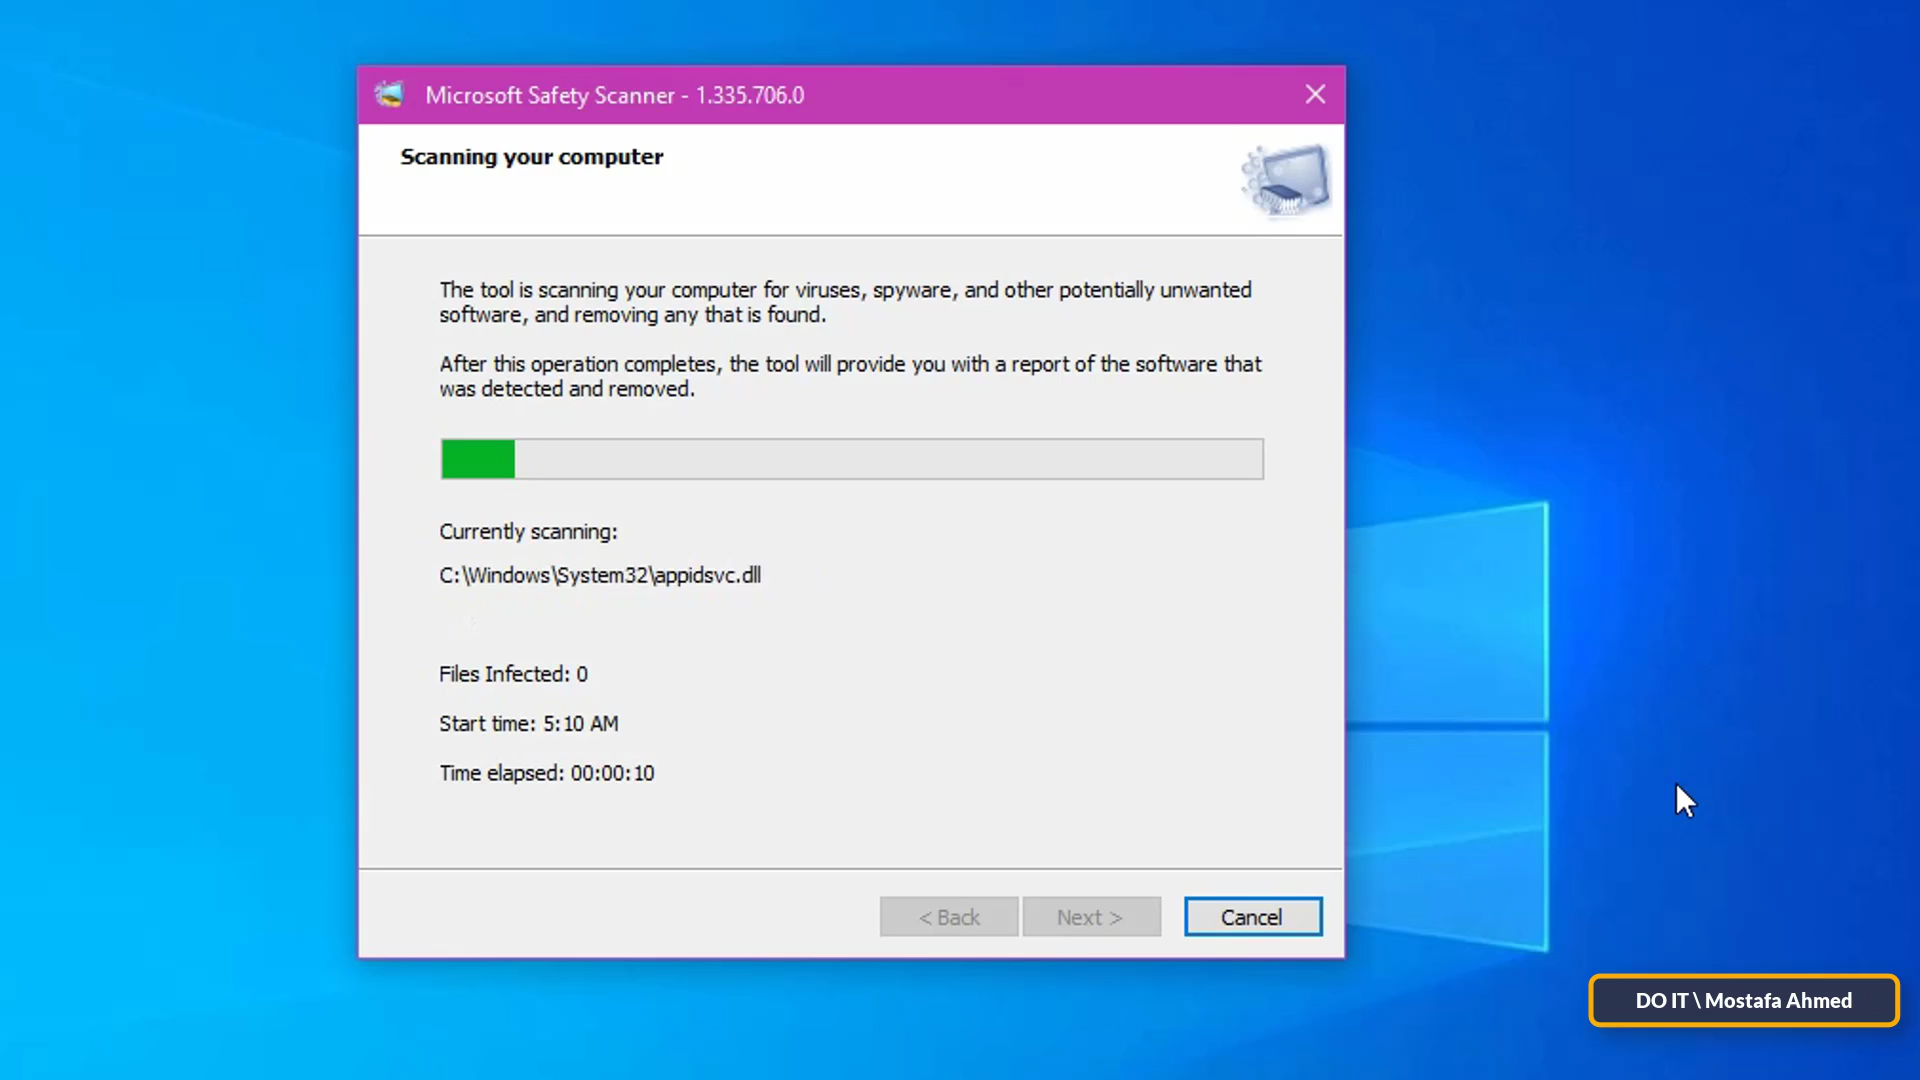 Microsoft Safety Scanner - 1.335.706.0
Scanning your computer
The tool is scanning your computer for viruses, spyware, and other potentially unwanted
software, and removing any that is found.
After this operation completes, the tool will provide you with a report of the software that
was detected and removed.
Currently scanning:
C:\Windows\System32\appidsvc.dll
Files Infected: 0
Start time: 5:10 AM
Time elapsed: 00:00:10
< Back
Next >
Cancel
DO IT \ Mostafa Ahmed